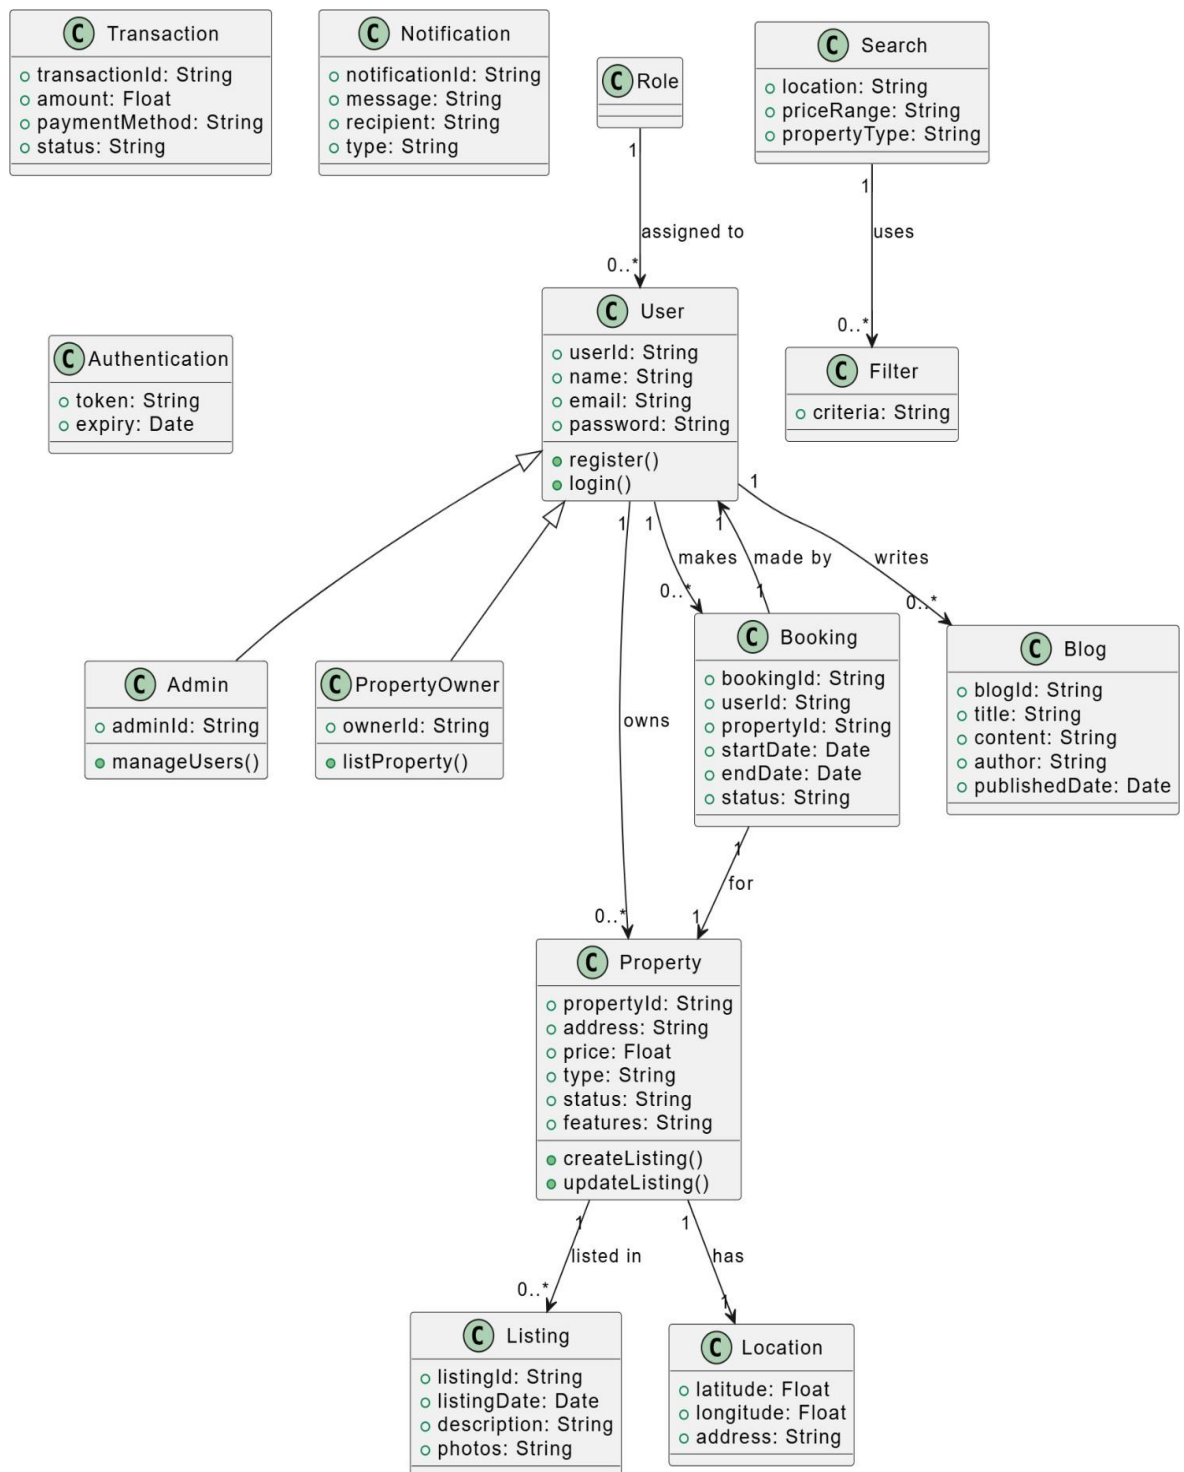 C Transaction
transactionId: String
amount: Float
paymentMethod: String
status: String
C Notification
notificationId: String
message: String
recipient: String
type: String
C Role
C Search
location: String
priceRange: String
propertyType: String
1
assigned to
0..*
1
uses
0..*
C Authentication
token: String
expiry: Date
C User
userId: String
name: String
email: String
password: String
register()
login()
C Filter
criteria: String
1
1
1
1
makes
made by
writes
0..*
1
0..*
C Admin
adminId: String
manageUsers()
C PropertyOwner
ownerId: String
listProperty()
owns
C Booking
bookingId: String
userId: String
propertyId: String
startDate: Date
endDate: Date
status: String
C Blog
blogId: String
title: String
content: String
author: String
publishedDate: Date
1
for
0..*
1
C Property
propertyId: String
address: String
price: Float
type: String
status: String
features: String
createListing()
updateListing()
1
1
listed in
has
0..*
1
C Listing
listingId: String
listingDate: Date
description: String
photos: String
C Location
latitude: Float
longitude: Float
address: String